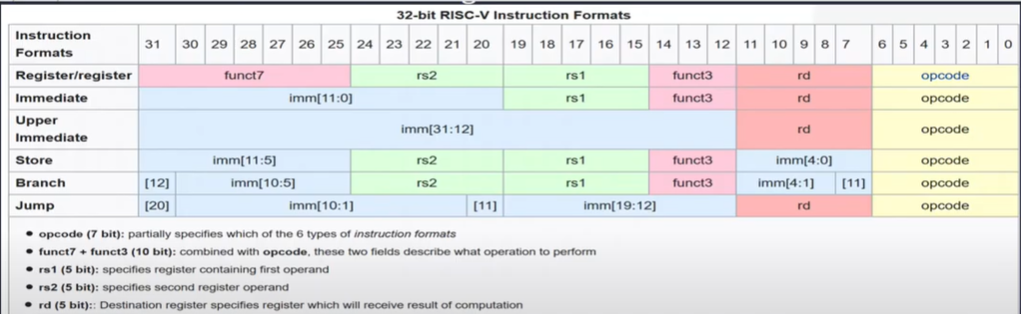 32-bit RISC-V Instruction Formats
Instruction Formats 31 30 29 28 27 26 25 24 23 22 21 20 19 18 17 16 15 14 13 12 11 10 9 8 7 6 5 4 3 2 1 0
Register/register funct7 rs2 rs1 funct3 rd opcode
Immediate imm[11:0] rs1 funct3 rd opcode
Upper Immediate imm[31:12] rd opcode
Store imm[11:5] rs2 rs1 funct3 imm[4:0] opcode
Branch [12] imm[10:5] rs2 rs1 funct3 imm[4:1] [11] opcode
Jump [20] imm[10:1] [11] imm[19:12] rd opcode
• opcode (7 bit): partially specifies which of the 6 types of instruction formats
• funct7 + funct3 (10 bit): combined with opcode, these two fields describe what operation to perform
• rs1 (5 bit): specifies register containing first operand
• rs2 (5 bit): specifies second register operand
• rd (5 bit):: Destination register specifies register which will receive result of computation